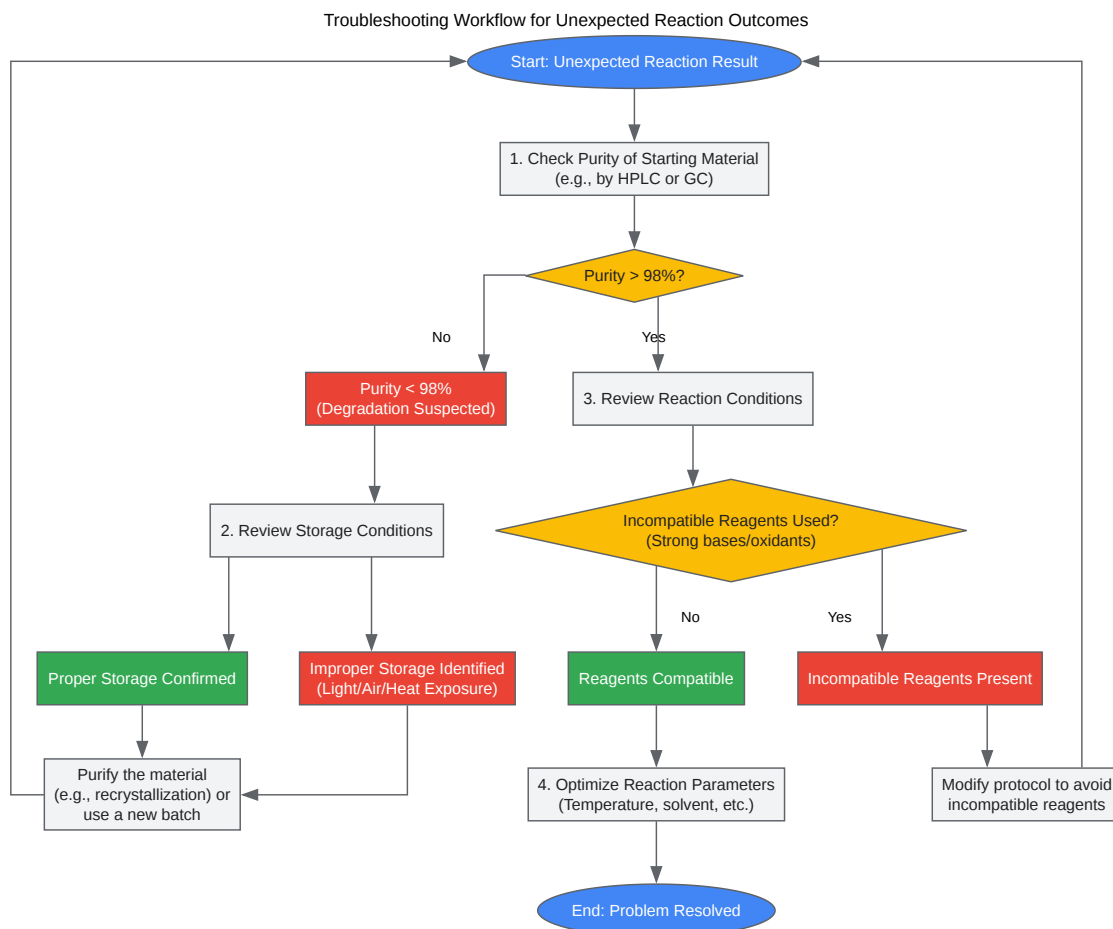 Troubleshooting Workflow for Unexpected Reaction Outcomes
Start: Unexpected Reaction Result
1. Check Purity of Starting Material
(e.g., by HPLC or GC)
Purity > 98%?
No
Yes
Purity < 98%
(Degradation Suspected)
3. Review Reaction Conditions
2. Review Storage Conditions
Incompatible Reagents Used?
(Strong bases/oxidants)
No
Yes
Proper Storage Confirmed
Improper Storage Identified
(Light/Air/Heat Exposure)
Reagents Compatible
Incompatible Reagents Present
Purify the material
(e.g., recrystallization) or
use a new batch
4. Optimize Reaction Parameters
(Temperature, solvent, etc.)
Modify protocol to avoid
incompatible reagents
End: Problem Resolved